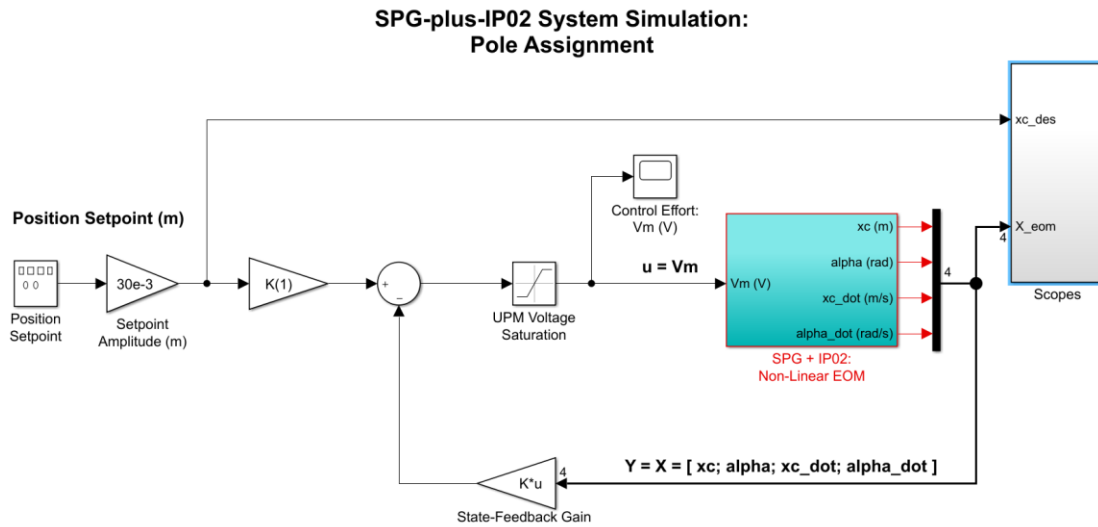 SPG-plus-IP02 System Simulation:
Pole Assignment
xc_des
Position Setpoint (m)
Control Effort:
Vm (V)
xc (m)
X_eom
4
30e-3
K(1)
+
−
u = Vm
Vm (V)
alpha (rad)
4
xc_dot (m/s)
Scopes
Position
Setpoint
Setpoint
Amplitude (m)
UPM Voltage
Saturation
alpha_dot (rad/s)
SPG + IP02:
Non-Linear EOM
Y = X = [ xc; alpha; xc_dot; alpha_dot ]
K*u
4
State-Feedback Gain